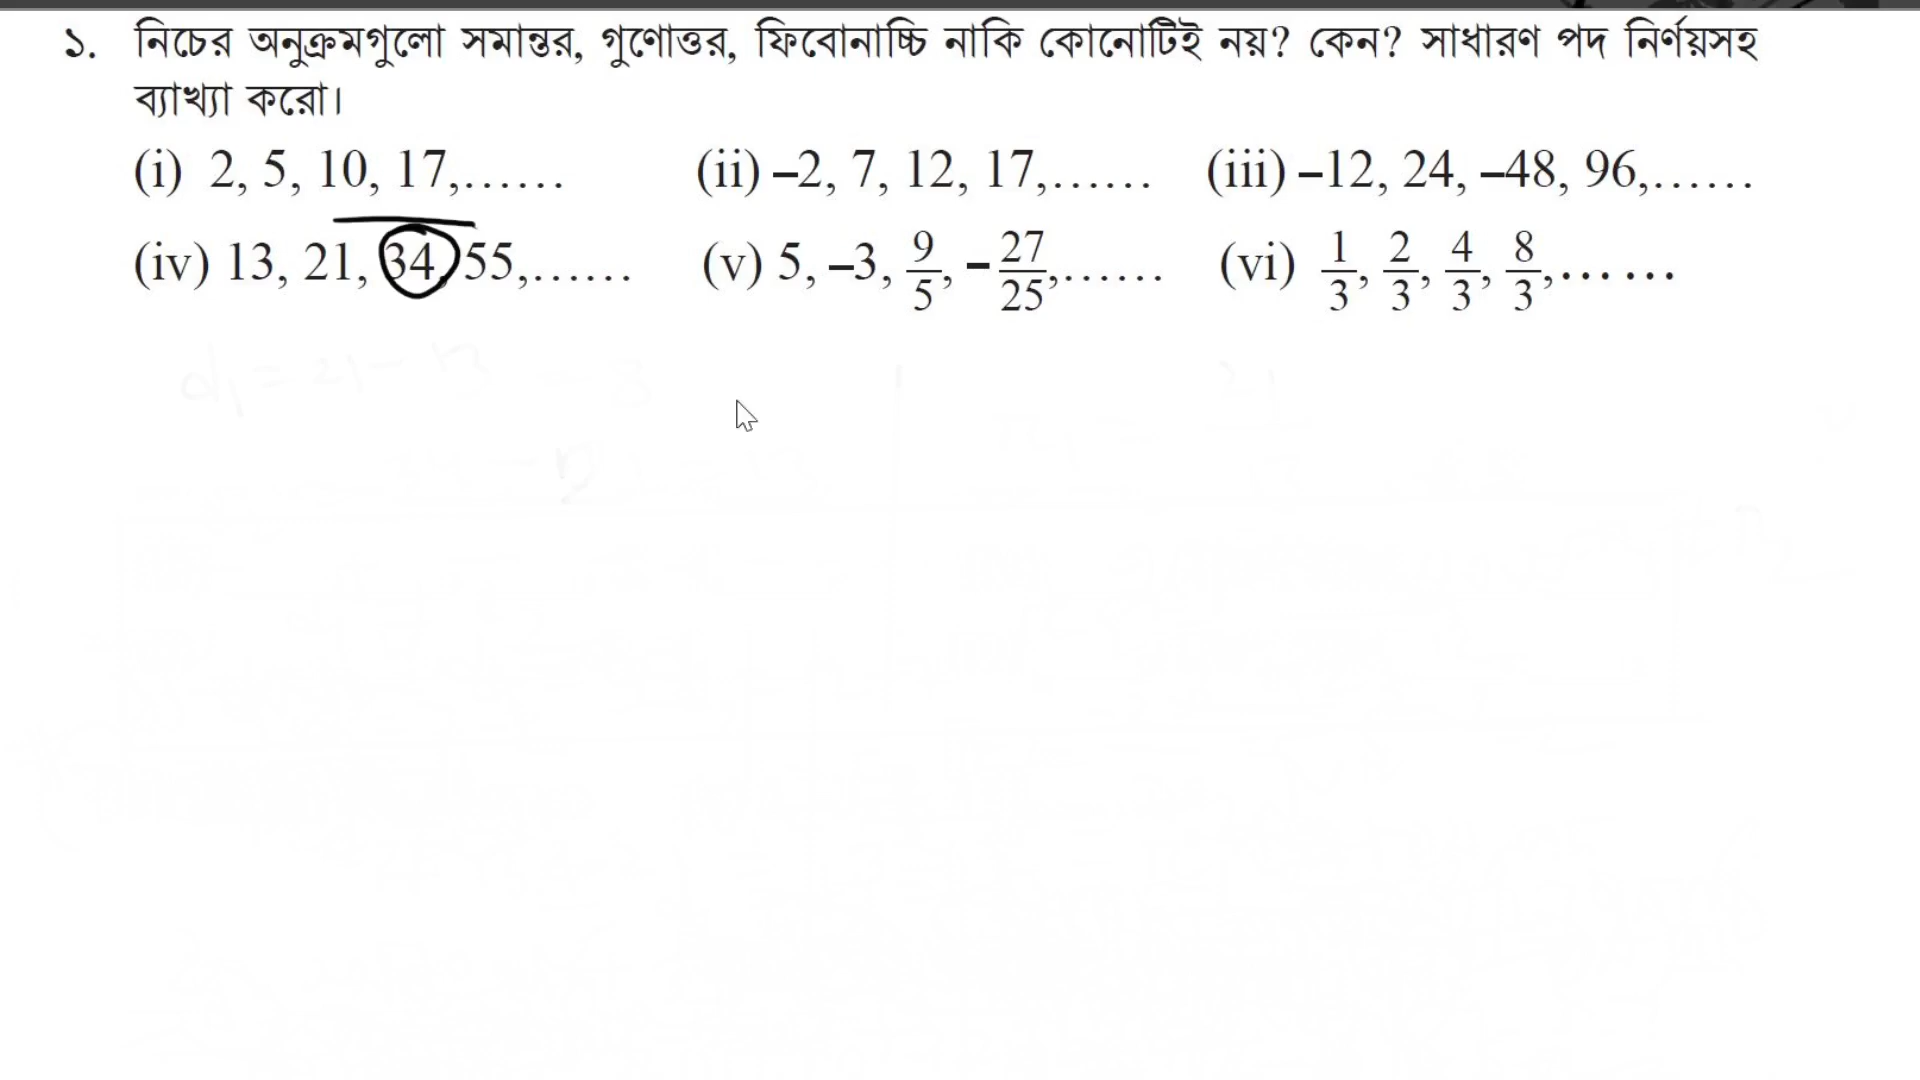 ১. নিচের অনুক্রমগুলো সমান্তর, গুণোত্তর, ফিবোনাচ্চি নাকি কোনোটিই নয়? কেন? সাধারণ পদ নির্ণয়সহ
ব্যাখ্যা করো।
(i) 2, 5, 10, 17,...... (ii) –2, 7, 12, 17,...... (iii) –12, 24, –48, 96,......
(iv) 13, 21, 34, 55,...... (v) 5, –3, 9/5, –27/25,...... (vi) 1/3, 2/3, 4/3, 8/3,......